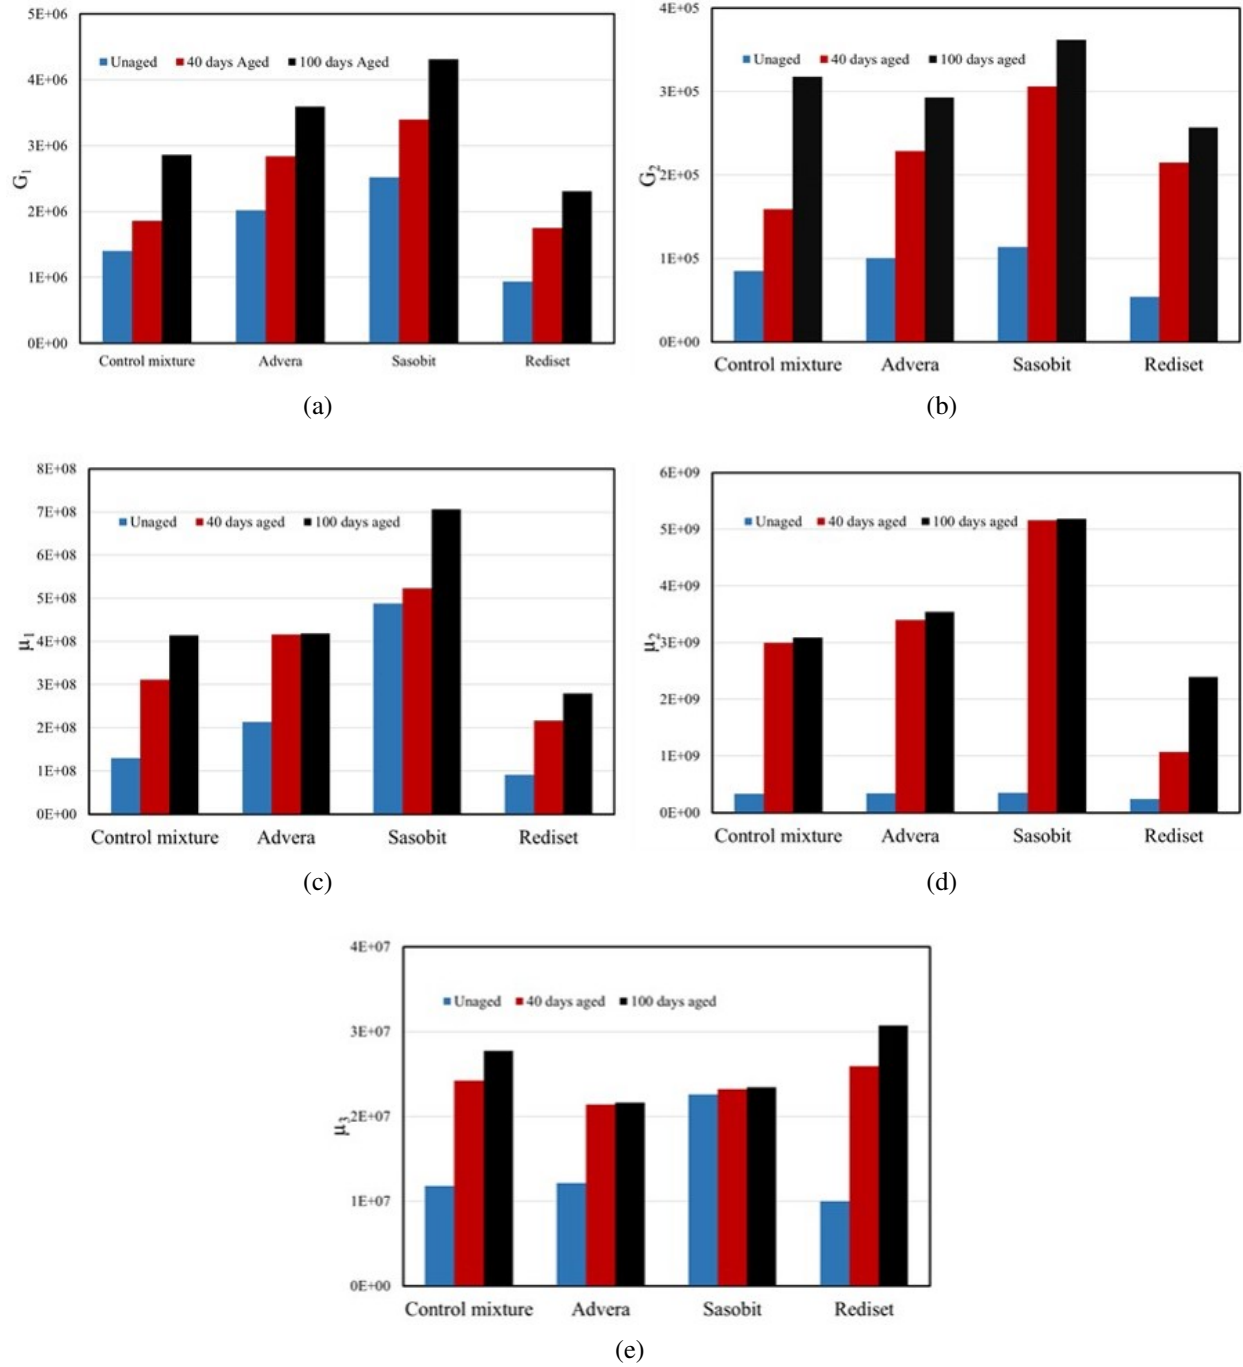 5E+06
4E+06
3E+06
2E+06
1E+06
0E+00
G1
Unaged 40 days Aged 100 days Aged
Control mixture Advera Sasobit Rediset
(a)
4E+05
3E+05
2E+05
1E+05
0E+00
G2
Unaged 40 days aged 100 days aged
Control mixture Advera Sasobit Rediset
(b)
8E+08
7E+08
6E+08
5E+08
4E+08
3E+08
2E+08
1E+08
0E+00
μ1
Unaged 40 days aged 100 days aged
Control mixture Advera Sasobit Rediset
(c)
6E+09
5E+09
4E+09
3E+09
2E+09
1E+09
0E+00
μ2
Unaged 40 days aged 100 days aged
Control mixture Advera Sasobit Rediset
(d)
4E+07
3E+07
2E+07
1E+07
0E+00
μ3
Unaged 40 days aged 100 days aged
Control mixture Advera Sasobit Rediset
(e)